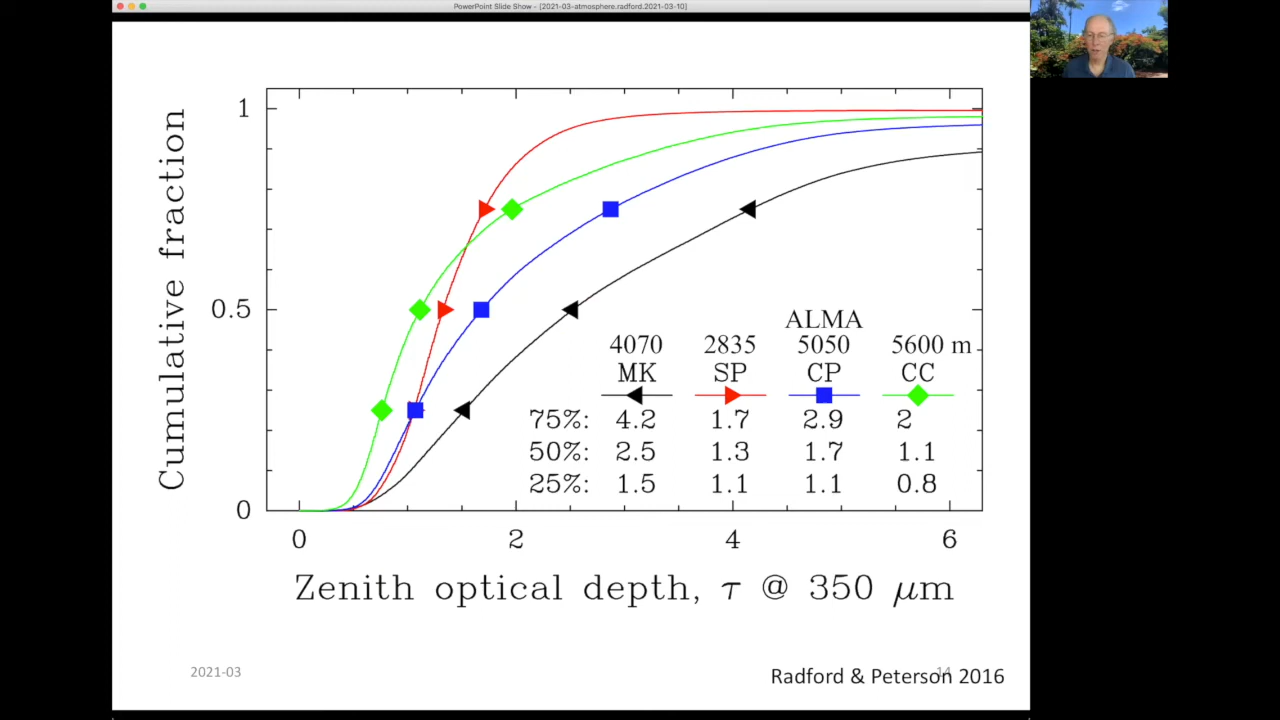 PowerPoint Slide Show - [2021-03-atmosphere.radford.2021-03-10]
Cumulative fraction
1
0.5
0
0 2 4 6
Zenith optical depth, τ @ 350 μm
ALMA
4070 2835 5050 5600 m
MK SP CP CC
75%: 4.2 1.7 2.9 2
50%: 2.5 1.3 1.7 1.1
25%: 1.5 1.1 1.1 0.8
2021-03
14
Radford & Peterson 2016